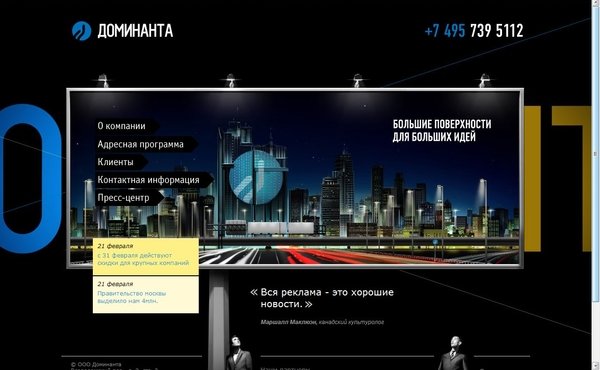 ДОМИНАНТА
+7 495 739 5112
О компании
Адресная программа
Клиенты
Контактная информация
Пресс-центр
БОЛЬШИЕ ПОВЕРХНОСТИ
ДЛЯ БОЛЬШИХ ИДЕЙ
21 февраля
с 31 февраля действуют
скидки для крупных компаний
21 февраля
Правительство москвы
выделило нам 4млн.
« Вся реклама - это хорошие
новости. »
Маршалл Маклюэн, канадский культуролог
© ООО Доминанта